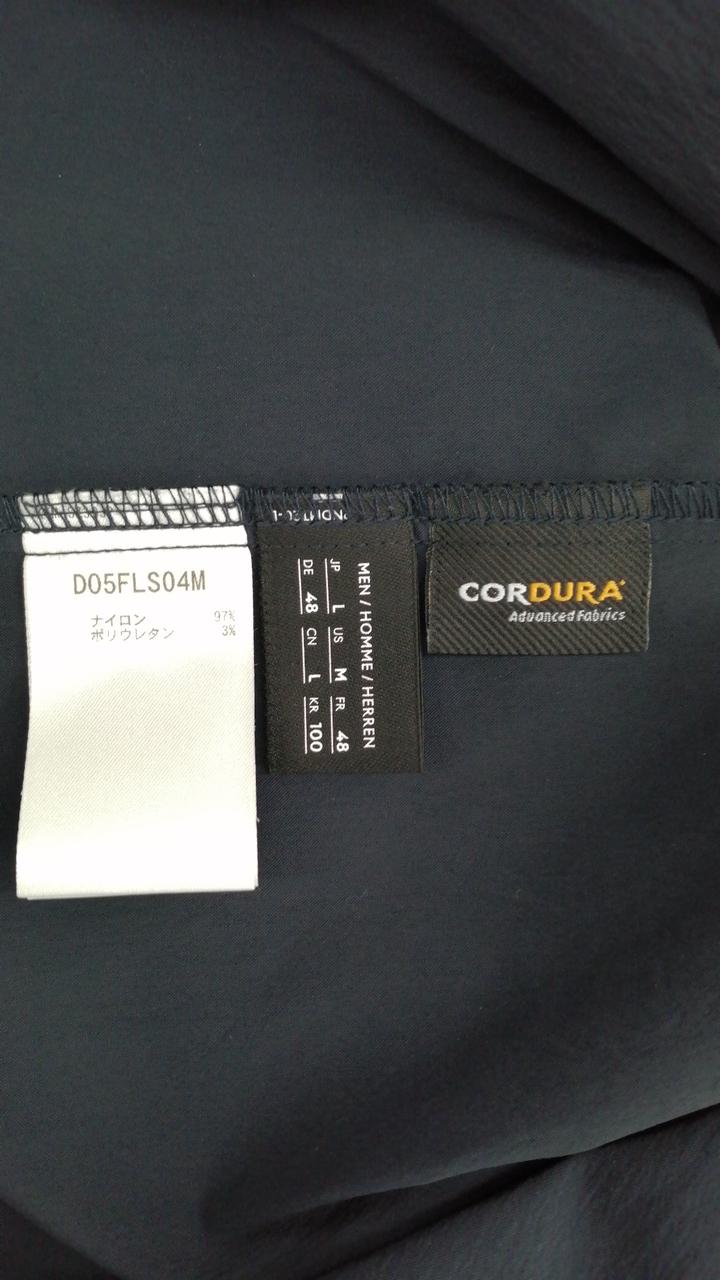 D05FLS04M
ナイロン 97%
ポリウレタン 3%
MEN / HOMME / HERREN
JP L US M FR 48
DE 48 CN L KR 100
CORDURA
Advanced Fabrics